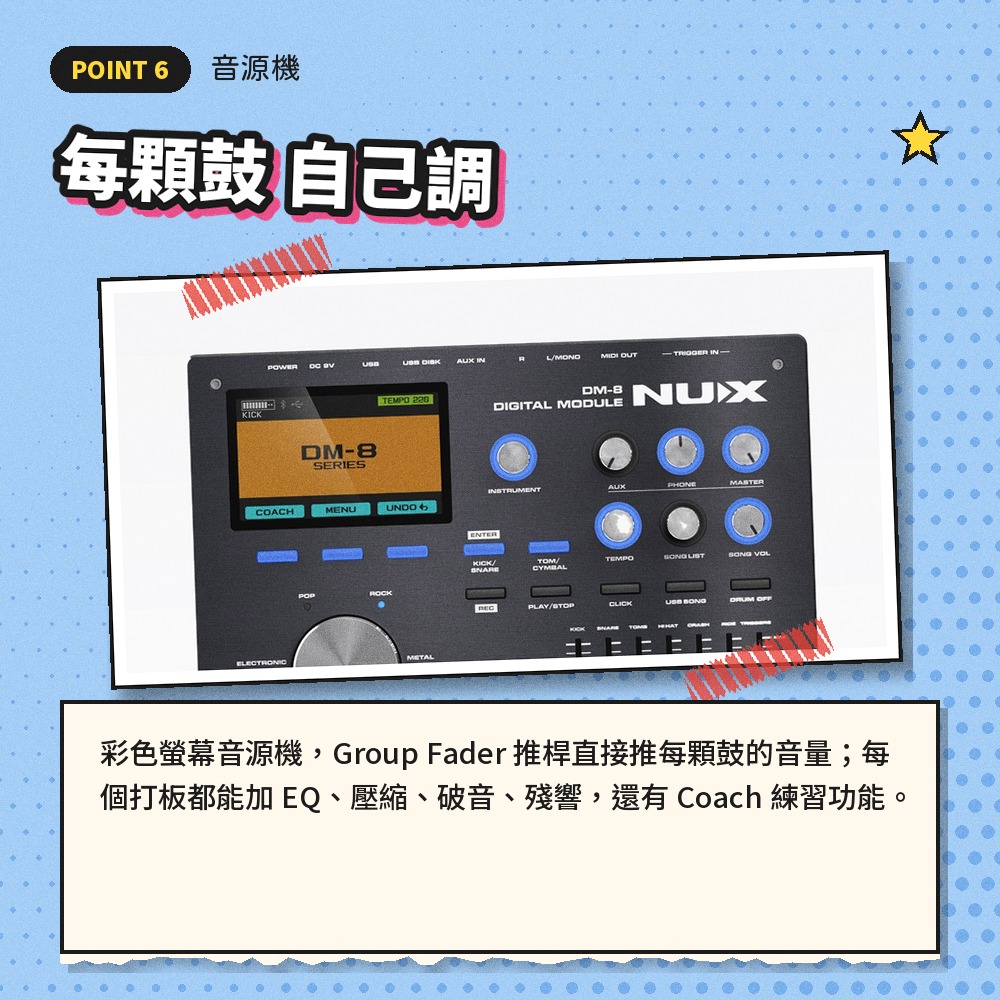 POINT 6
音源機
每顆鼓 自己調
POWER DC 9V USB USB DISK AUX IN R L/MONO MIDI OUT TRIGGER IN
DM-8
DIGITAL MODULE
NUX
KICK
TEMPO 220
DM-8
SERIES
COACH MENU UNDO
INSTRUMENT
AUX PHONE MASTER
TEMPO SONG LIST SONG VOL
ENTER
KICK/
SNARE
TOM/
CYMBAL
REC
PLAY/STOP
CLICK USB SONG DRUM OFF
POP ROCK
ELECTRONIC METAL
KICK SNARE TOMS HIHAT CRASH RIDE TRIGGERS
彩色螢幕音源機，Group Fader 推桿直接推每顆鼓的音量；每
個打板都能加 EQ、壓縮、破音、殘響，還有 Coach 練習功能。